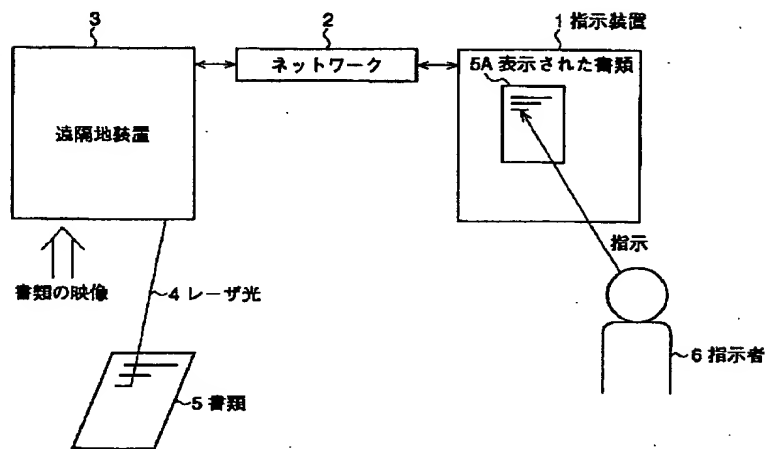 3
2
1 指示装置
ネットワーク
5A 表示された書類
遠隔地装置
指示
書類の映像
4 レーザ光
6 指示者
5 書類